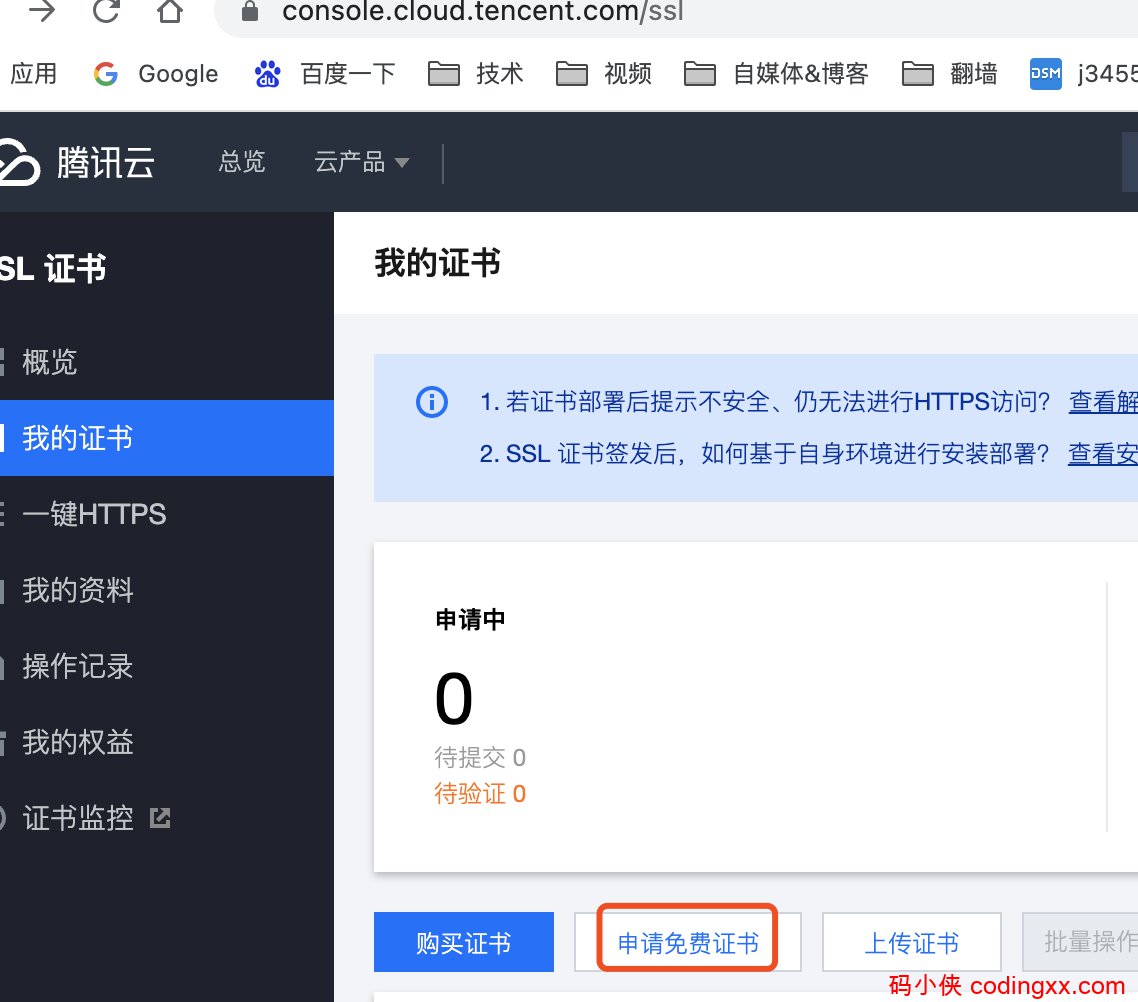 console.cloud.tencent.com/ssl
应用 Google 百度一下 技术 视频 自媒体&博客 翻墙 DSM j3455
腾讯云 总览 云产品
SL 证书
我的证书
概览
我的证书
一键HTTPS
我的资料
操作记录
我的权益
证书监控
1. 若证书部署后提示不安全、仍无法进行HTTPS访问? 查看解
2. SSL 证书签发后，如何基于自身环境进行安装部署? 查看安
申请中
0
待提交 0
待验证 0
购买证书 申请免费证书 上传证书 批量操作
码小侠 codingxx.com